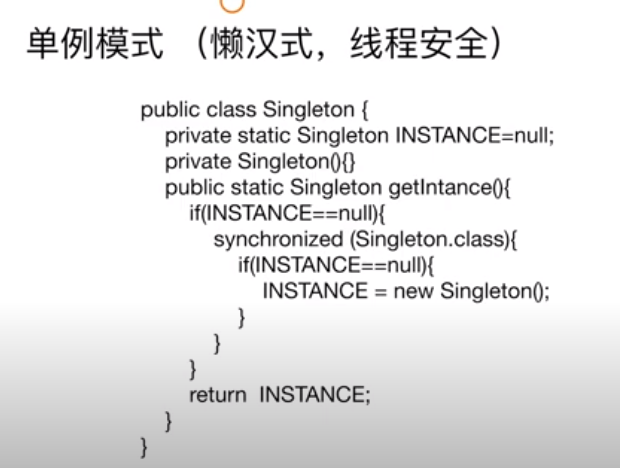 单例模式 （懒汉式，线程安全）
public class Singleton {
private static Singleton INSTANCE=null;
private Singleton(){}
public static Singleton getIntance(){
if(INSTANCE==null){
synchronized (Singleton.class){
if(INSTANCE==null){
INSTANCE = new Singleton();
}
}
}
return INSTANCE;
}
}